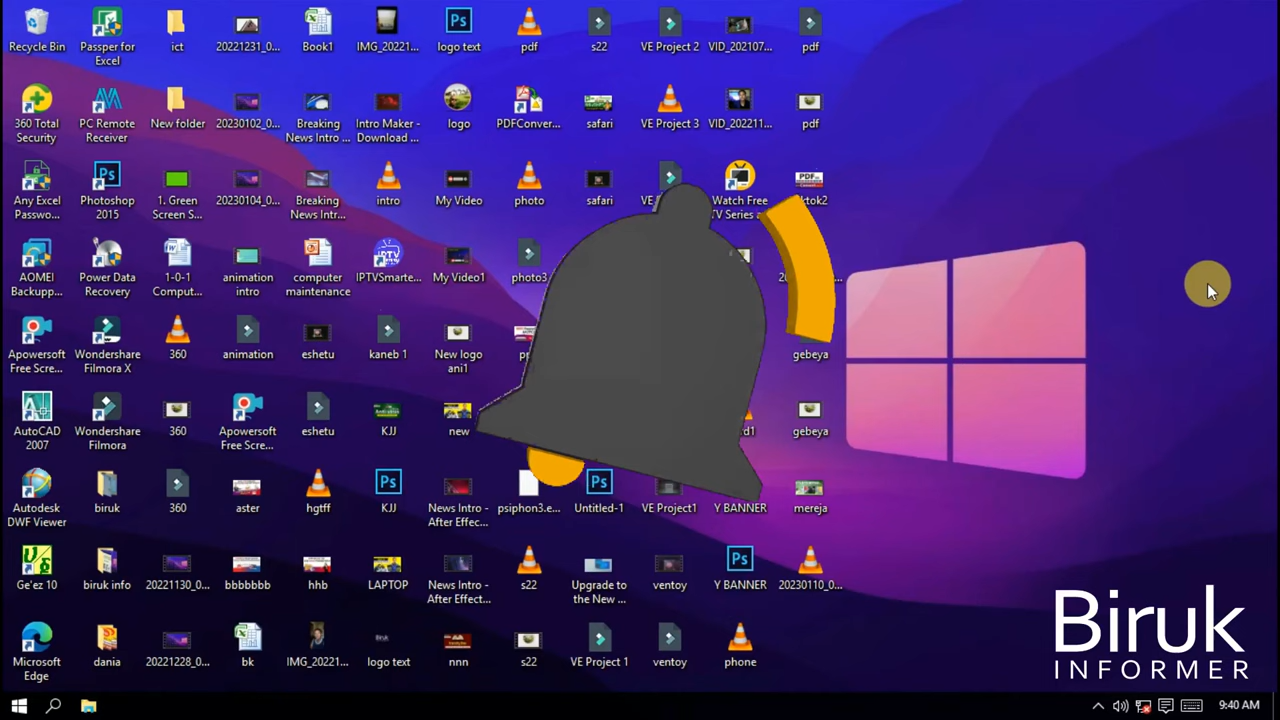 Recycle Bin
Passper for
Excel
ict
20221231_0...
Book1
IMG_20221...
logo text
pdf
s22
VE Project 2
VID_202107...
pdf
360 Total
Security
PC Remote
Receiver
New folder
20230102_0...
Breaking
News Intro ...
Intro Maker -
Download ...
logo
PDFConver...
safari
VE Project 3
VID_202211...
pdf
Any Excel
Passwo...
Photoshop
2015
1. Green
Screen S...
20230104_0...
Breaking
News Intr...
intro
My Video
photo
safari
Watch Free
TV Series a
AOMEI
Backupp...
Power Data
Recovery
1-0-1
Comput...
animation
intro
computer
maintenance
IPTVSmarte...
My Video1
photo3
Apowersoft
Free Scre...
Wondershare
Filmora X
360
animation
eshetu
kaneb 1
New logo
ani1
gebeya
AutoCAD
2007
Wondershare
Filmora
360
Apowersoft
Free Scre...
eshetu
KJJ
new
gebeya
Autodesk
DWF Viewer
biruk
360
aster
hgtff
KJJ
News Intro -
After Effec...
psiphon3.e...
Untitled-1
VE Project1
Y BANNER
mereja
Ge'ez 10
biruk info
20221130_0...
bbbbbbb
hhb
LAPTOP
News Intro -
After Effect...
s22
Upgrade to
the New ...
ventoy
Y BANNER
20230110_0...
Microsoft
Edge
dania
20221228_0...
bk
IMG_20221...
logo text
nnn
s22
VE Project 1
ventoy
phone
Biruk
INFORMER
9:40 AM